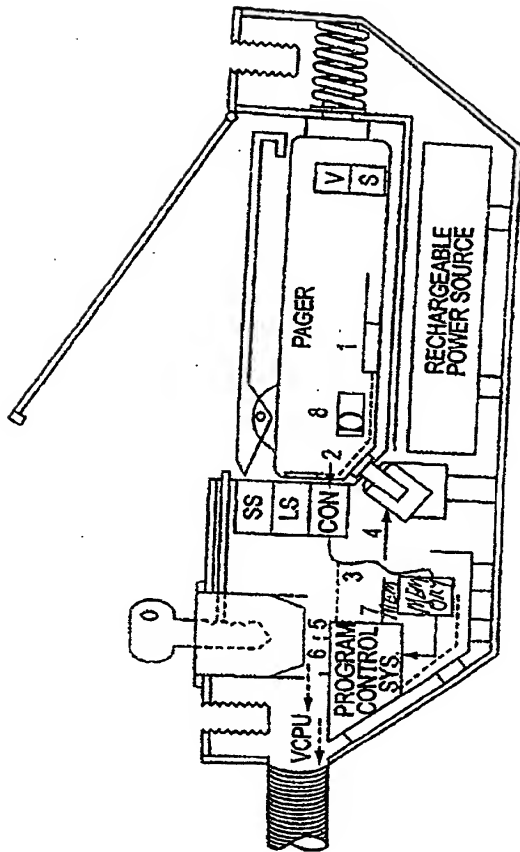 V
S
PAGER
RECHARGEABLE
POWER SOURCE
1
8
2
SS
LS
CON
4
3
7
MEM
MEM
ORY
5
6
PROGRAM
CONTROL
SYS.
VCPU